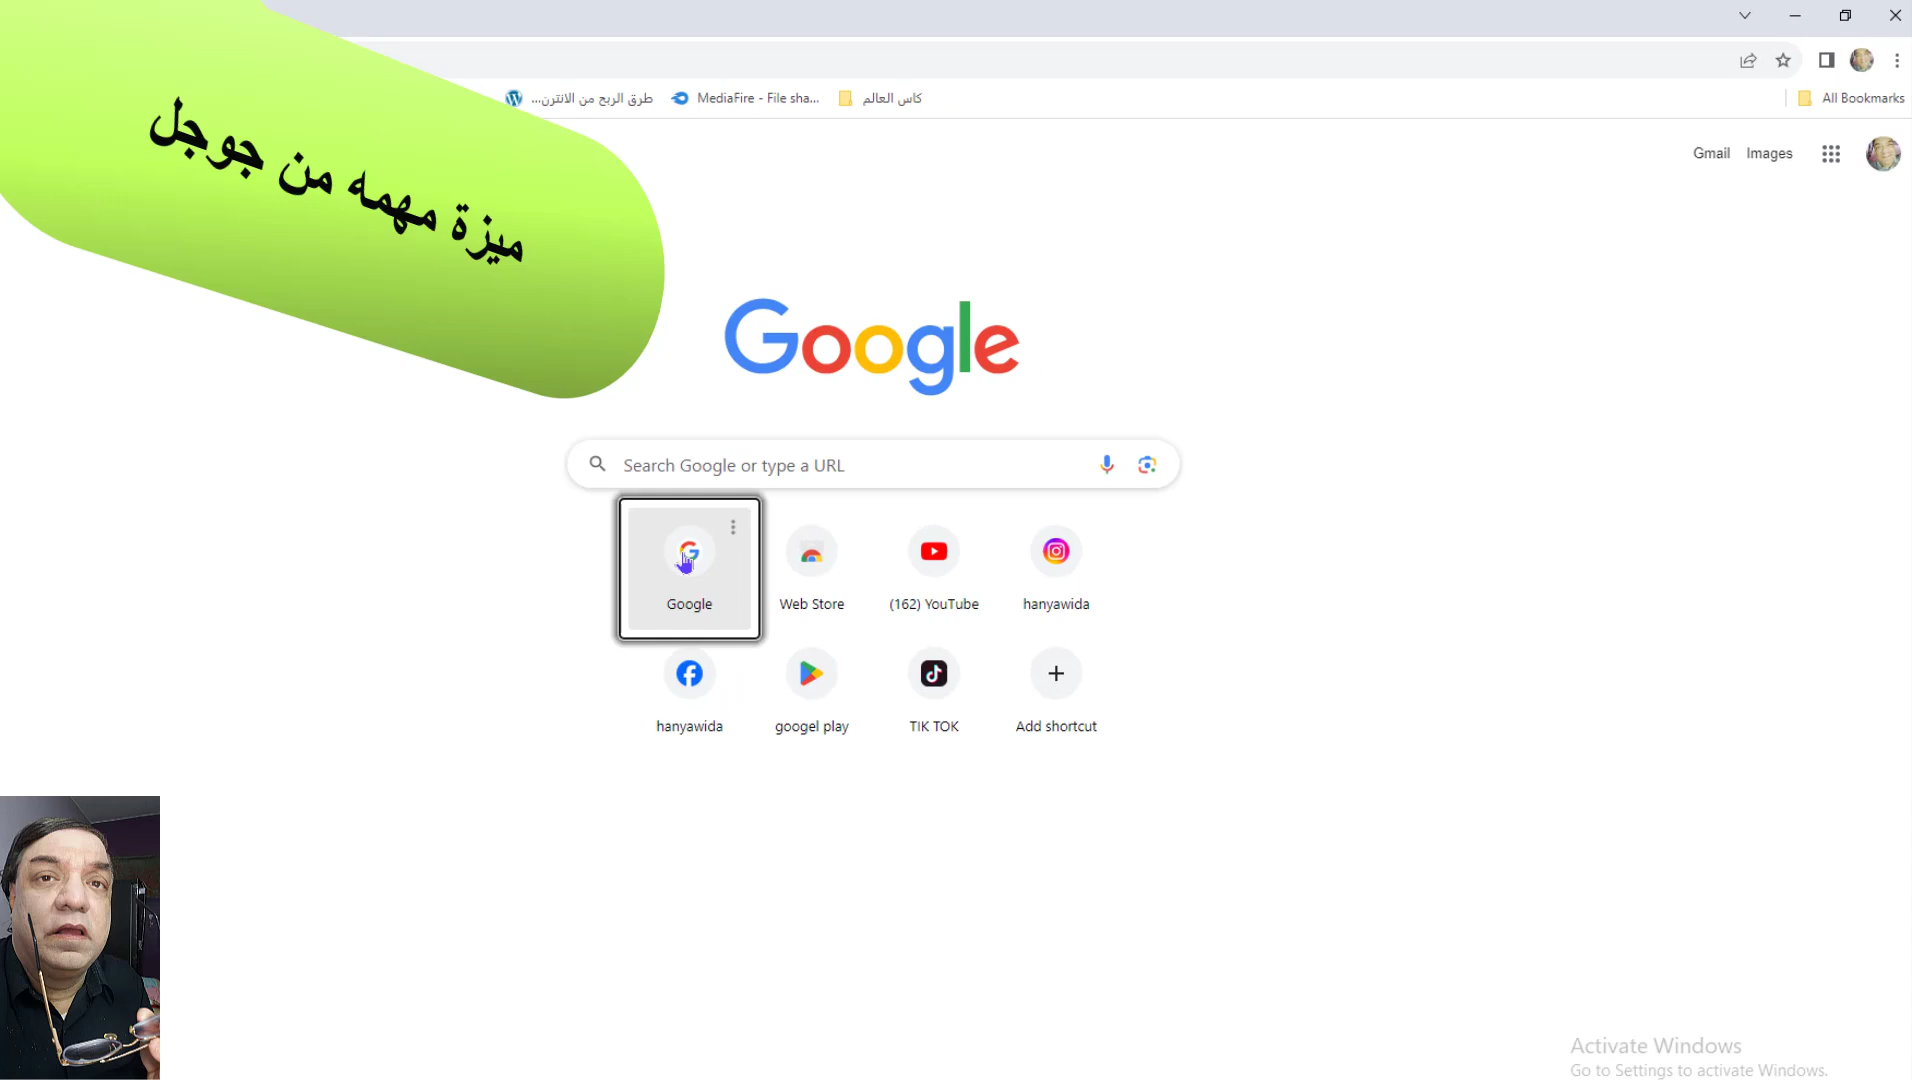 ميزة مهمه من جوجل
طرق الربح من الانترن...
MediaFire - File sha...
كاس العالم
All Bookmarks
Gmail
Images
Google
Search Google or type a URL
Google
Web Store
(162) YouTube
hanyawida
hanyawida
googel play
TIK TOK
Add shortcut
Activate Windows
Go to Settings to activate Windows.